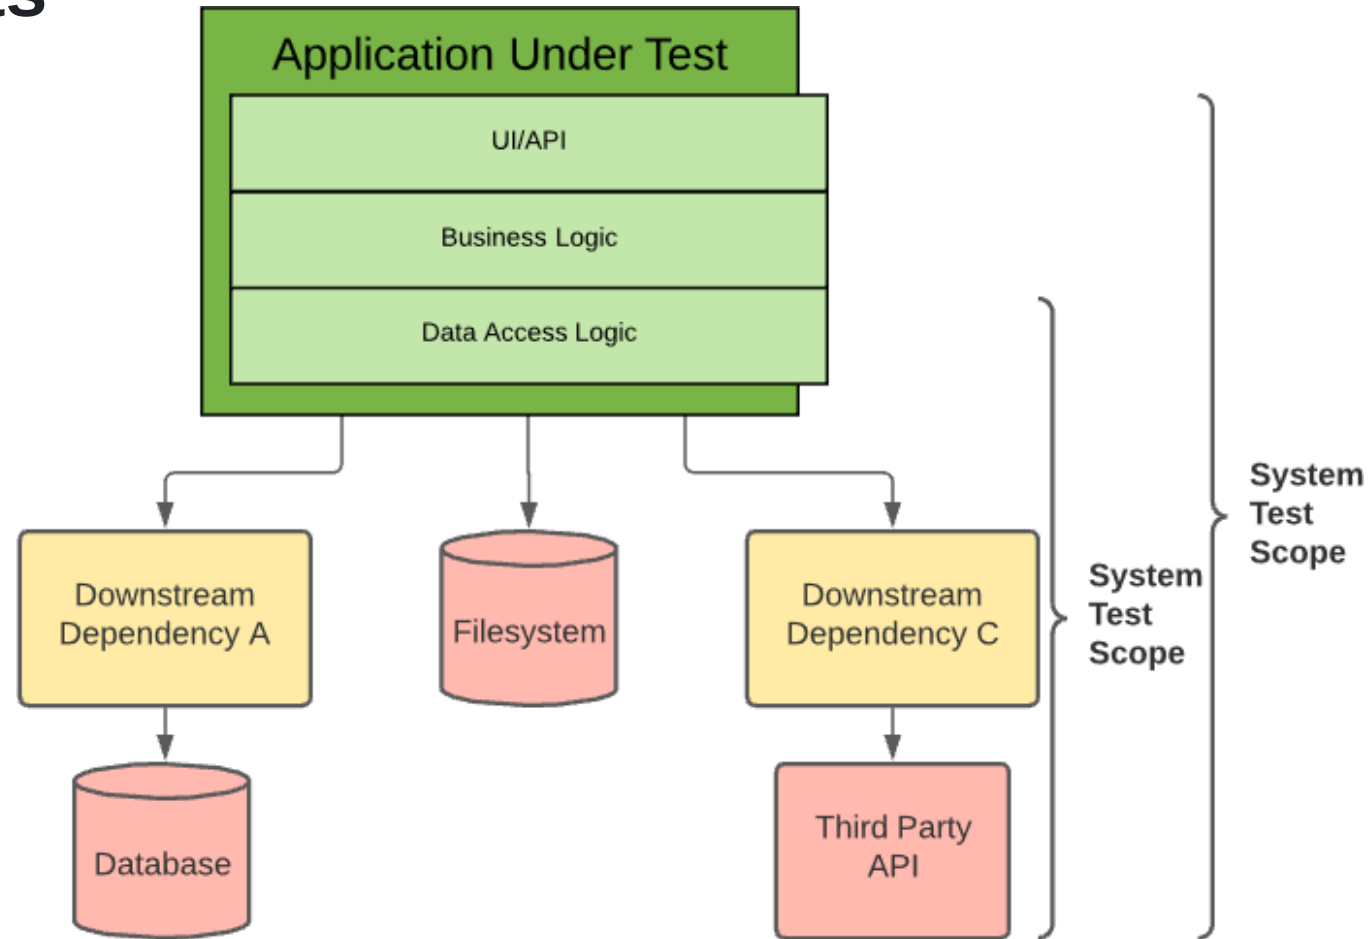 Application Under Test
UI/API
Business Logic
Data Access Logic
Downstream
Dependency A
Filesystem
Downstream
Dependency C
Database
Third Party
API
System
Test
Scope
System
Test
Scope